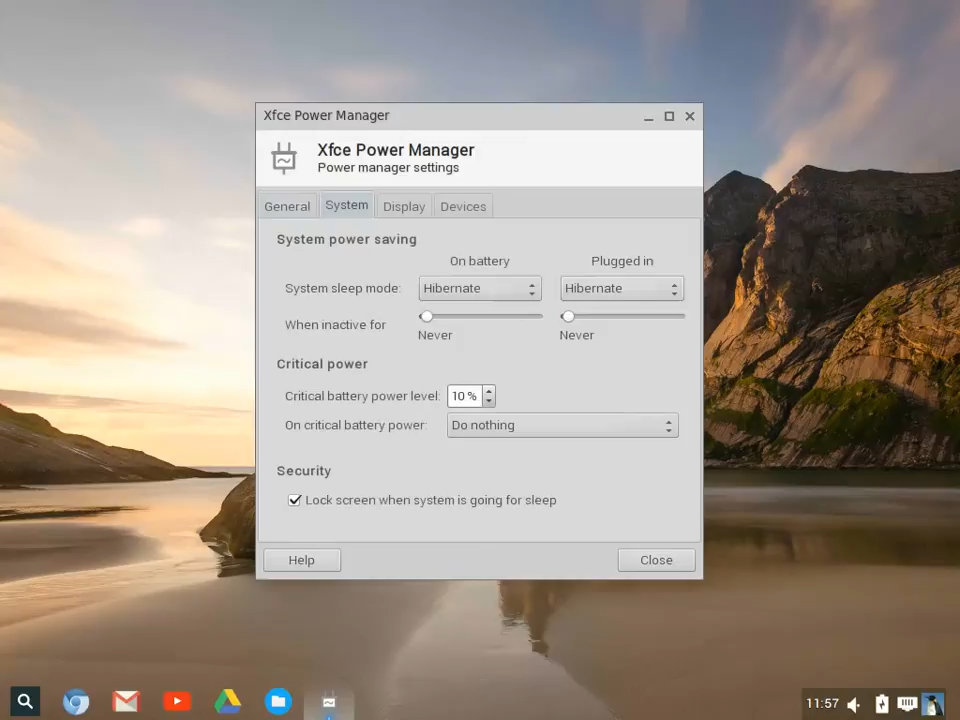 Xfce Power Manager
Xfce Power Manager
Power manager settings
General System Display Devices
System power saving
On battery Plugged in
System sleep mode: Hibernate Hibernate
When inactive for
Never Never
Critical power
Critical battery power level: 10 %
On critical battery power: Do nothing
Security
Lock screen when system is going for sleep
Help Close
11:57